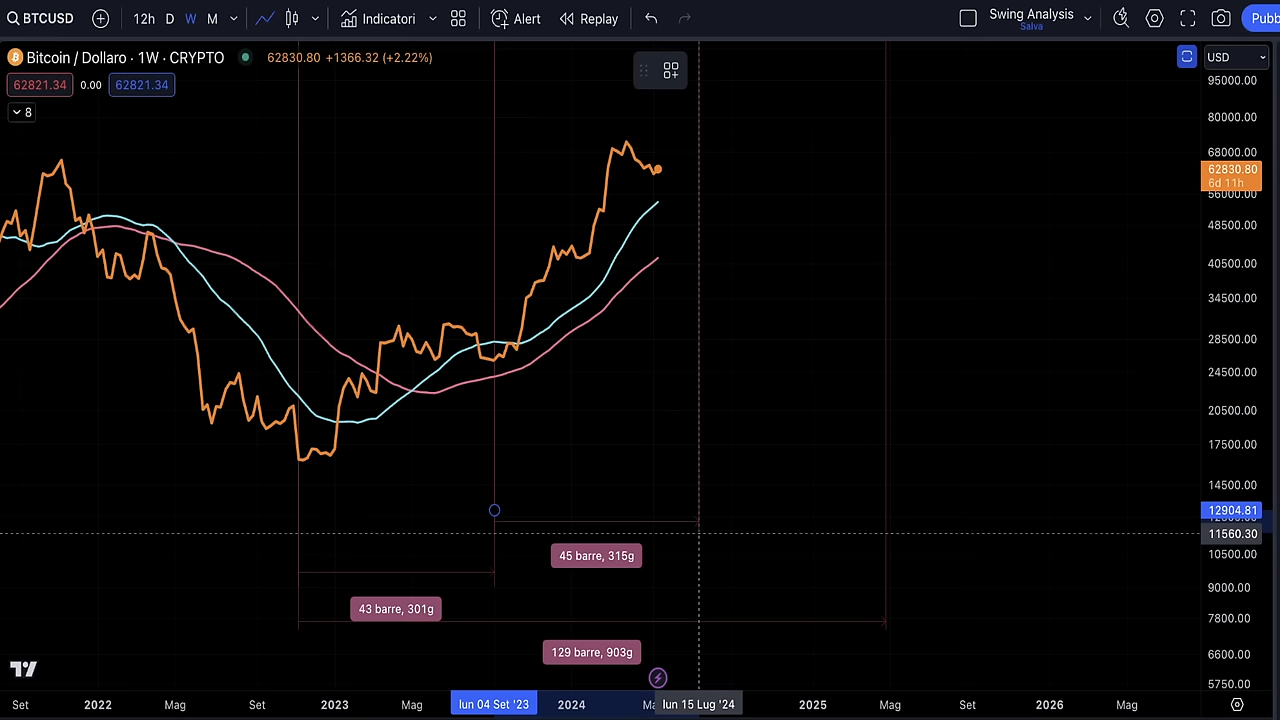 BTCUSD
12h D W M
Indicatori
Alert
Replay
Swing Analysis
Salva
Pubb
Bitcoin / Dollaro · 1W · CRYPTO
62830.80 +1366.32 (+2.22%)
USD
62821.34 0.00 62821.34
8
95000.00
80000.00
68000.00
62830.80
6d 11h
56000.00
48500.00
40500.00
34500.00
28500.00
24500.00
20500.00
17500.00
14500.00
12904.81
11560.30
10500.00
9000.00
7800.00
6600.00
5750.00
45 barre, 315g
43 barre, 301g
129 barre, 903g
Set 2022 Mag Set 2023 Mag lun 04 Set '23 2024 lun 15 Lug '24 2025 Mag Set 2026 Mag